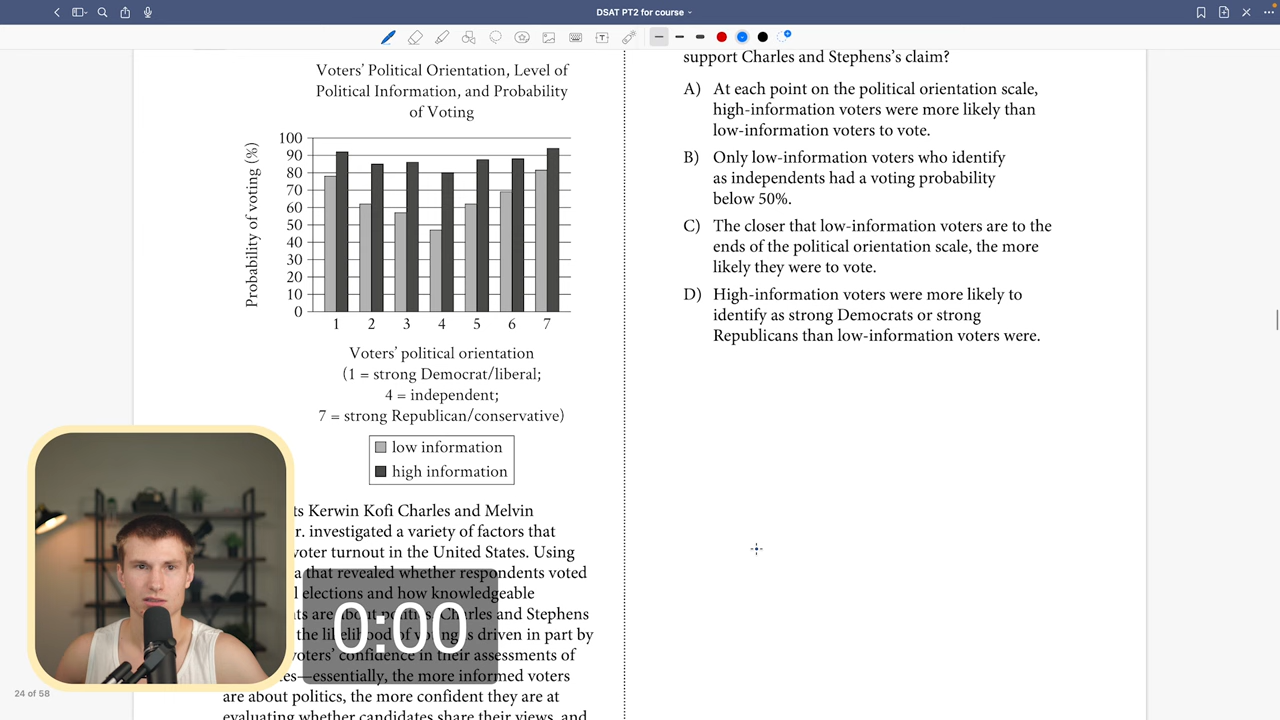 DSAT PT2 for course
Voters' Political Orientation, Level of
Political Information, and Probability
of Voting
Probability of voting (%)
100
90
80
70
60
50
40
30
20
10
0
1 2 3 4 5 6 7
Voters' political orientation
(1 = strong Democrat/liberal;
4 = independent;
7 = strong Republican/conservative)
low information
high information
ts Kerwin Kofi Charles and Melvin
r. investigated a variety of factors that
voter turnout in the United States. Using
a that revealed whether respondents voted
l elections and how knowledgeable
nts are about politics, Charles and Stephens
the likelihood of voting is driven in part by
voters' confidence in their assessments of
es—essentially, the more informed voters
are about politics, the more confident they are at
evaluating whether candidates share their views, and
0:00
24 of 58
support Charles and Stephens's claim?
A) At each point on the political orientation scale,
high-information voters were more likely than
low-information voters to vote.
B) Only low-information voters who identify
as independents had a voting probability
below 50%.
C) The closer that low-information voters are to the
ends of the political orientation scale, the more
likely they were to vote.
D) High-information voters were more likely to
identify as strong Democrats or strong
Republicans than low-information voters were.